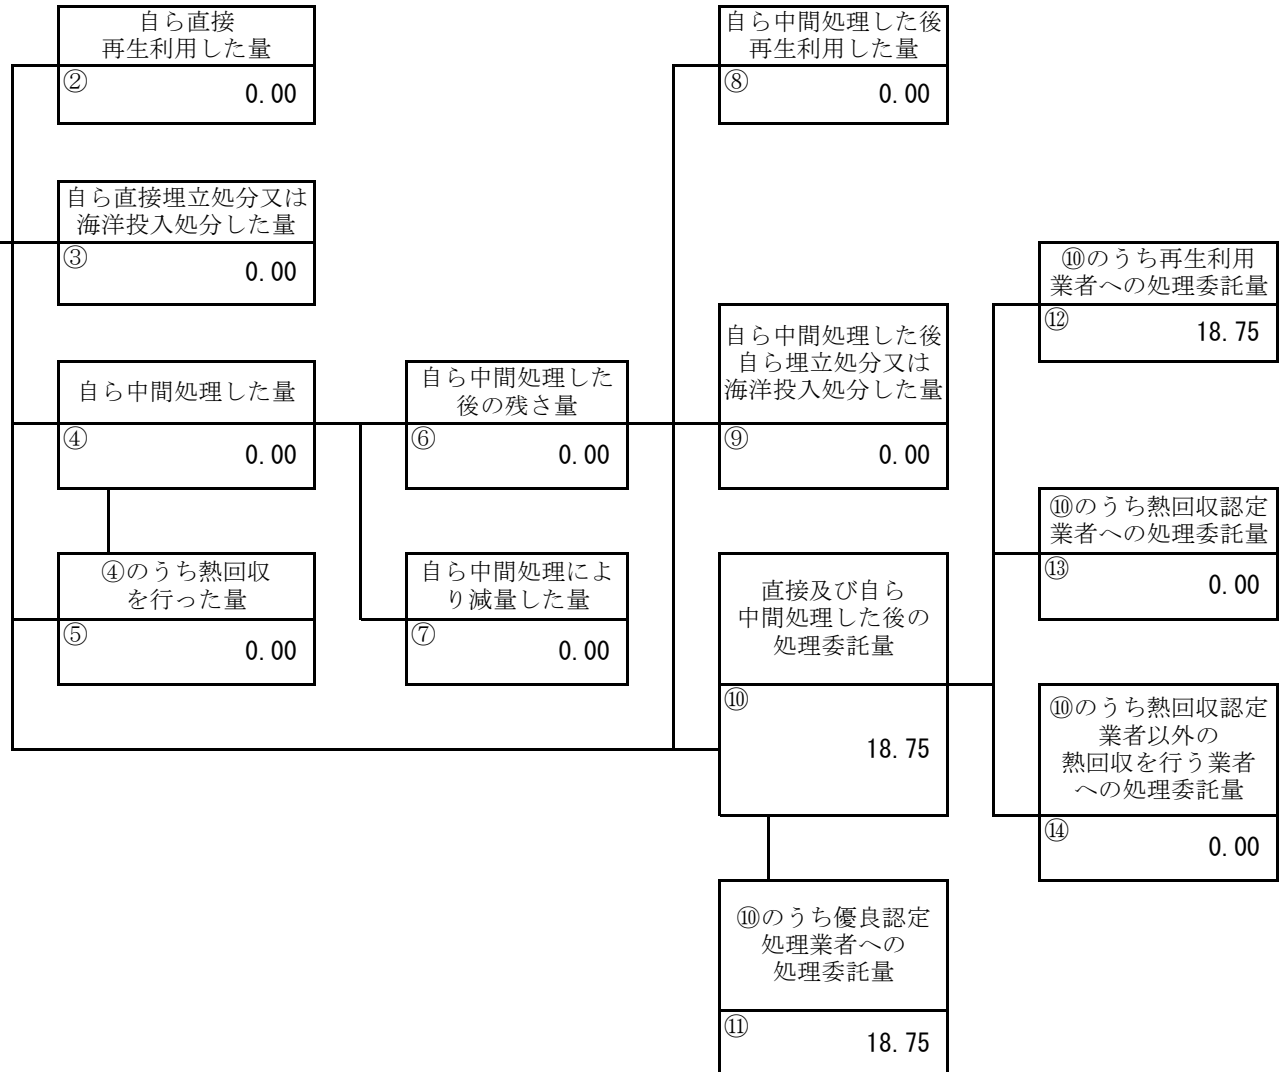 自ら直接
再生利用した量
②
0.00
自ら中間処理した後
再生利用した量
⑧
0.00
自ら直接埋立処分又は
海洋投入処分した量
③
0.00
⑩のうち再生利用
業者への処理委託量
⑫
18.75
自ら中間処理した量
④
0.00
自ら中間処理した
後の残さ量
⑥
0.00
自ら中間処理した後
自ら埋立処分又は
海洋投入処分した量
⑨
0.00
⑩のうち熱回収認定
業者への処理委託量
⑬
0.00
④のうち熱回収
を行った量
⑤
0.00
自ら中間処理によ
り減量した量
⑦
0.00
直接及び自ら
中間処理した後の
処理委託量
⑩
18.75
⑩のうち熱回収認定
業者以外の
熱回収を行う業者
への処理委託量
⑭
0.00
⑩のうち優良認定
処理業者への
処理委託量
⑪
18.75